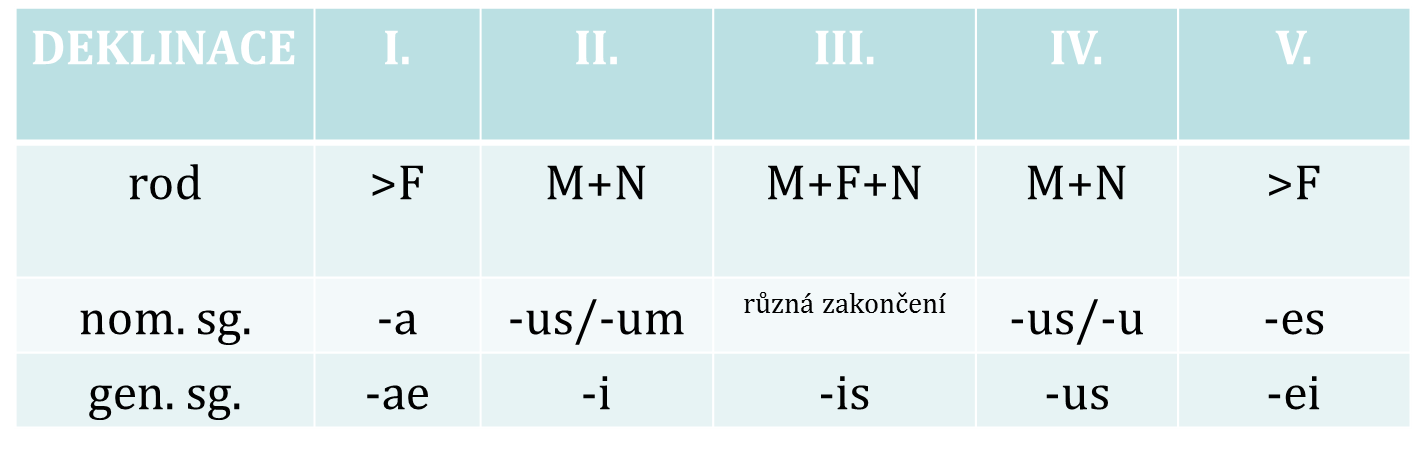 DEKLINACE I. II. III. IV. V.
rod >F M+N M+F+N M+N >F
nom. sg. -a -us/-um různá zakončení -us/-u -es
gen. sg. -ae -i -is -us -ei